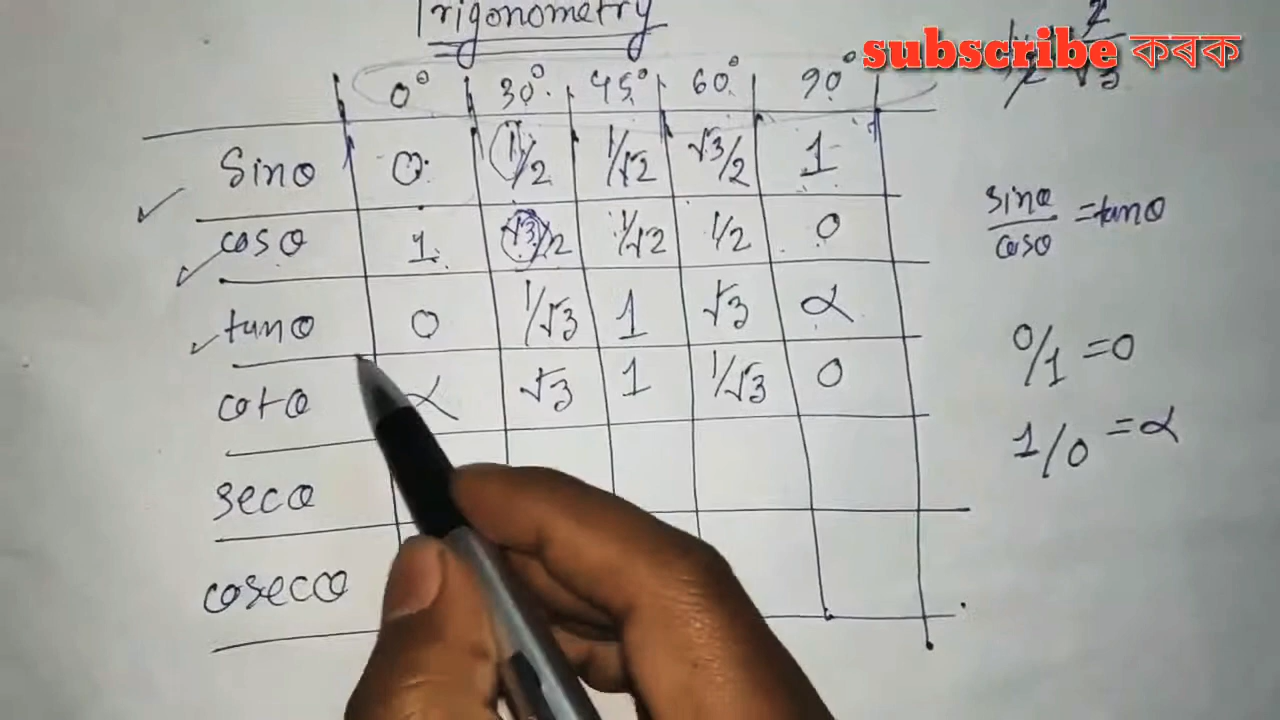 Trigonometry
subscribe কৰক
√3
0° 30° 45° 60° 90°
Sinθ 0 1/2 1/√2 √3/2 1
cosθ 1 √3/2 1/√2 1/2 0
tanθ 0 1/√3 1 √3 α
cotθ α √3 1 1/√3 0
secθ
cosecθ
sinθ/cosθ = tanθ
0/1 = 0
1/0 = α